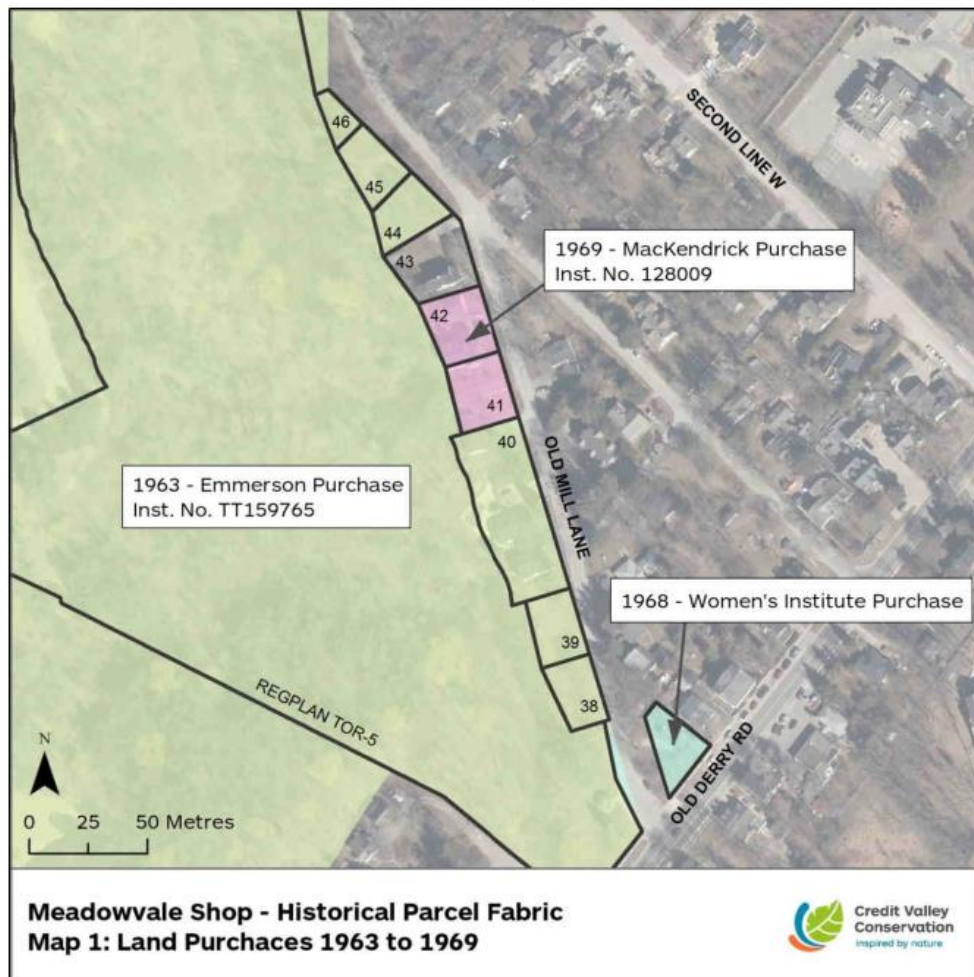 46
45
44
43
42
41
40
39
38
SECOND LINE W
1969 - MacKendrick Purchase
Inst. No. 128009
OLD MILL LANE
1963 - Emmerson Purchase
Inst. No. TT159765
1968 - Women's Institute Purchase
REGPLAN TOR-5
OLD DERRY RD
N
0 25 50 Metres
Meadowvale Shop - Historical Parcel Fabric
Map 1: Land Purchaces 1963 to 1969
Credit Valley
Conservation
inspired by nature